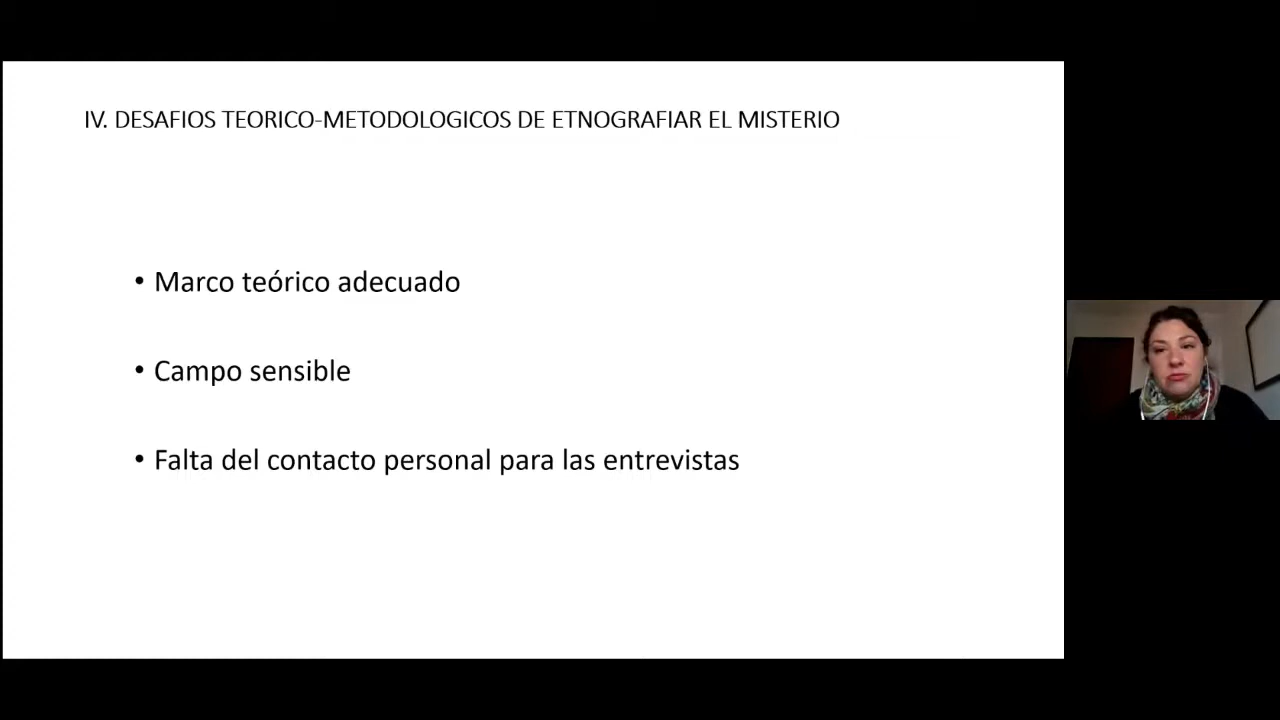 IV. DESAFIOS TEORICO-METODOLOGICOS DE ETNOGRAFIAR EL MISTERIO
• Marco teórico adecuado
• Campo sensible
• Falta del contacto personal para las entrevistas